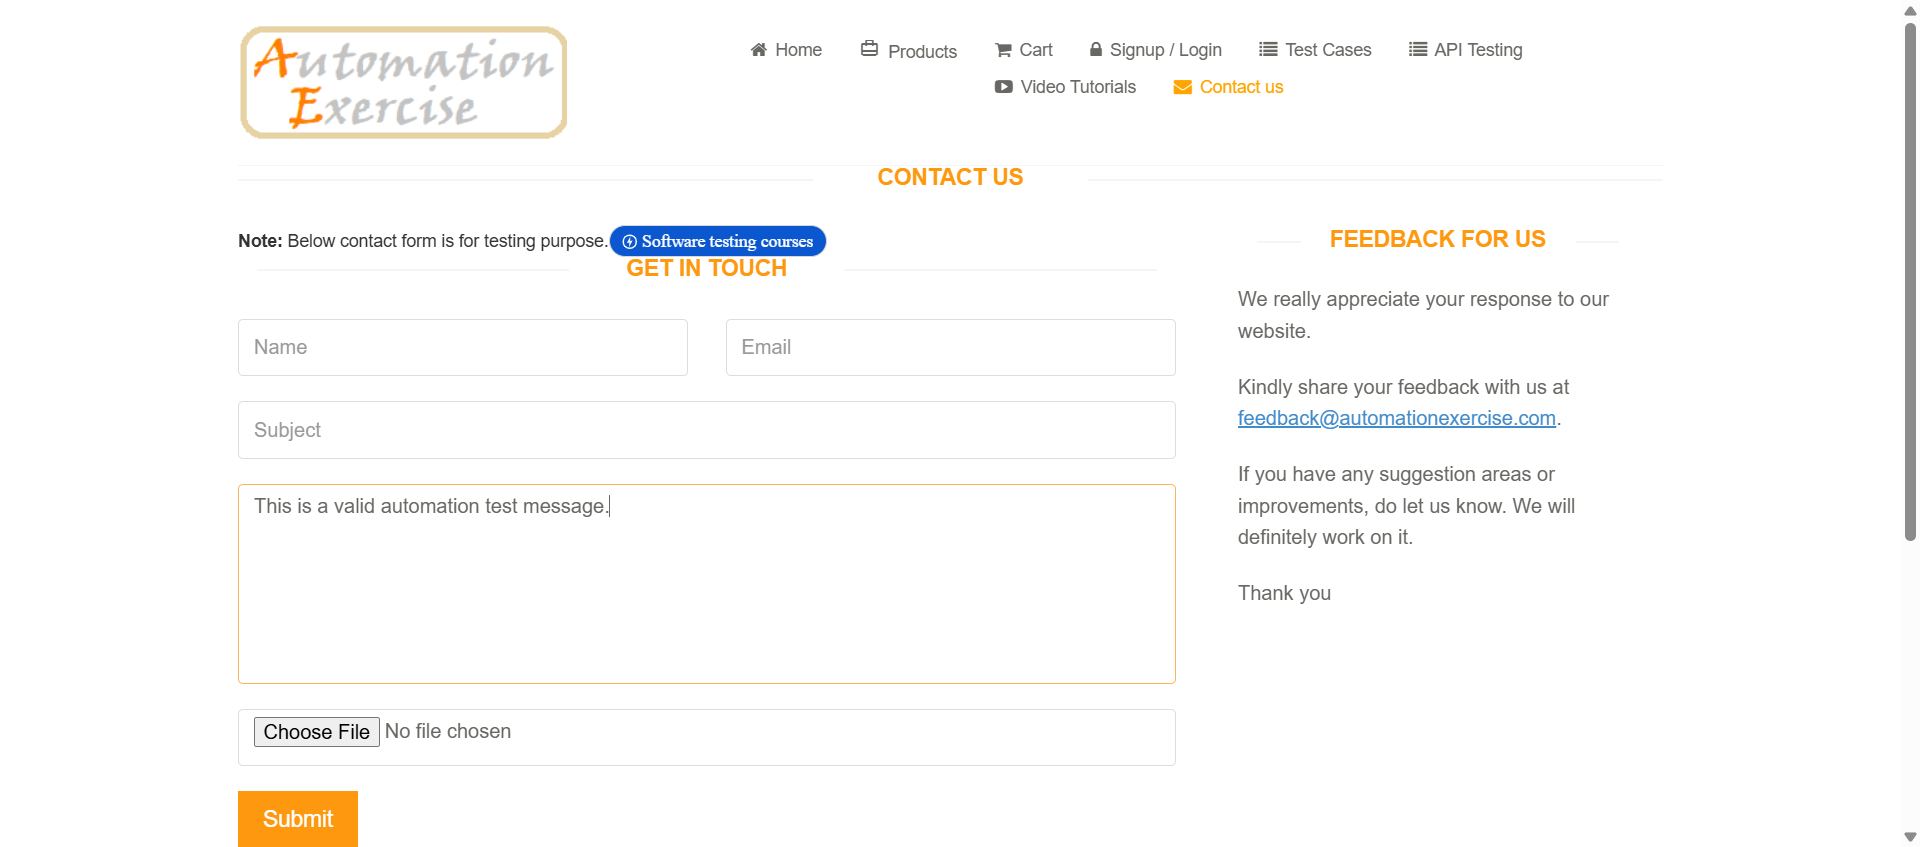 Automation
Exercise
Home
Products
Cart
Signup / Login
Test Cases
API Testing
Video Tutorials
Contact us
CONTACT US
Note: Below contact form is for testing purpose.
Software testing courses
GET IN TOUCH
Name
Email
Subject
This is a valid automation test message.
Choose File No file chosen
Submit
FEEDBACK FOR US
We really appreciate your response to our
website.
Kindly share your feedback with us at
feedback@automationexercise.com.
If you have any suggestion areas or
improvements, do let us know. We will
definitely work on it.
Thank you